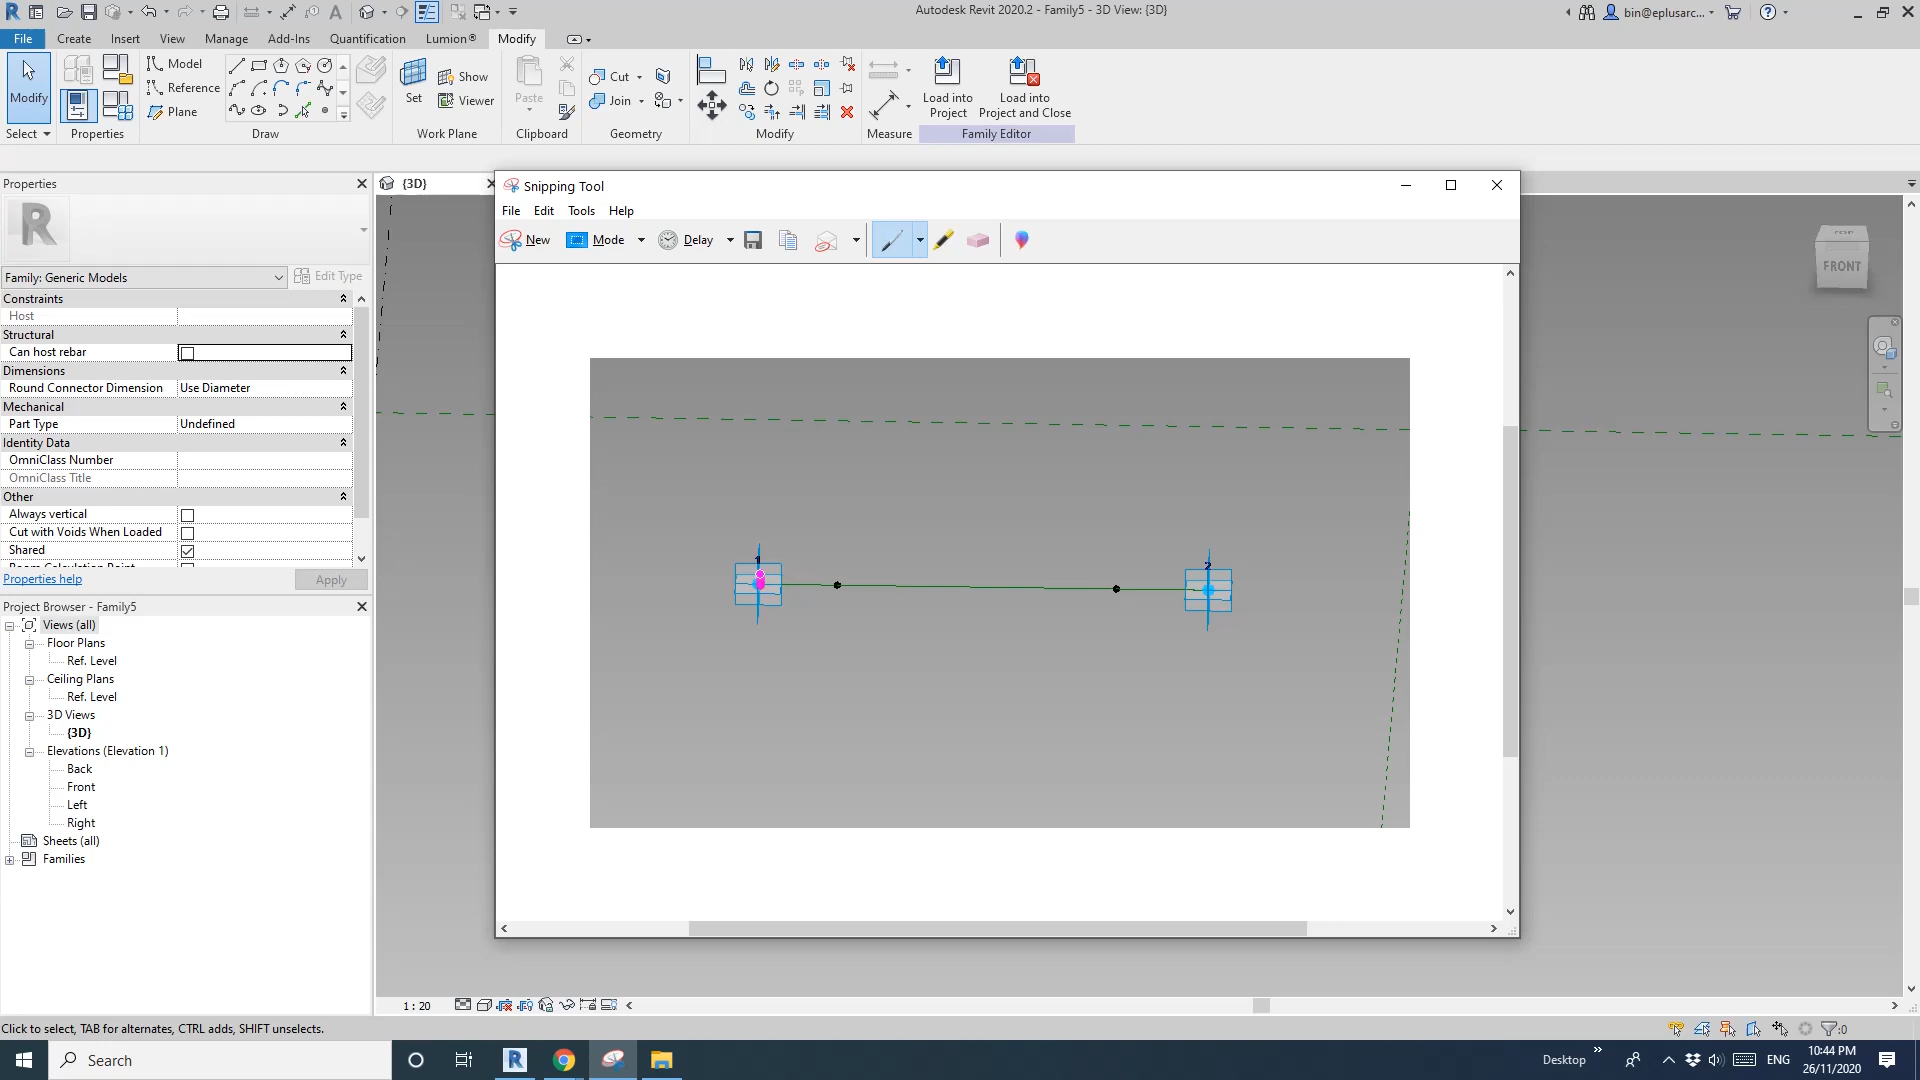 Autodesk Revit 2020.2 - Family5 - 3D View: {3D}
bin@eplusarc...
File Create Insert View Manage Add-Ins Quantification Lumion® Modify
Modify
Model
Reference
Plane
Set
Show
Viewer
Paste
Cut
Join
Load into
Project
Load into
Project and Close
Select Properties Draw Work Plane Clipboard Geometry Modify Measure Family Editor
Properties
{3D}
R
Family: Generic Models
Edit Type
Constraints
Host
Structural
Can host rebar
Dimensions
Round Connector Dimension Use Diameter
Mechanical
Part Type Undefined
Identity Data
OmniClass Number
OmniClass Title
Other
Always vertical
Cut with Voids When Loaded
Shared
Room Calculation Point
Properties help
Apply
Project Browser - Family5
Views (all)
Floor Plans
Ref. Level
Ceiling Plans
Ref. Level
3D Views
{3D}
Elevations (Elevation 1)
Back
Front
Left
Right
Sheets (all)
Families
Snipping Tool
File Edit Tools Help
New Mode Delay
1
2
TOP
FRONT
1 : 20
Click to select, TAB for alternates, CTRL adds, SHIFT unselects.
:0
Search
Desktop
ENG
10:44 PM
26/11/2020